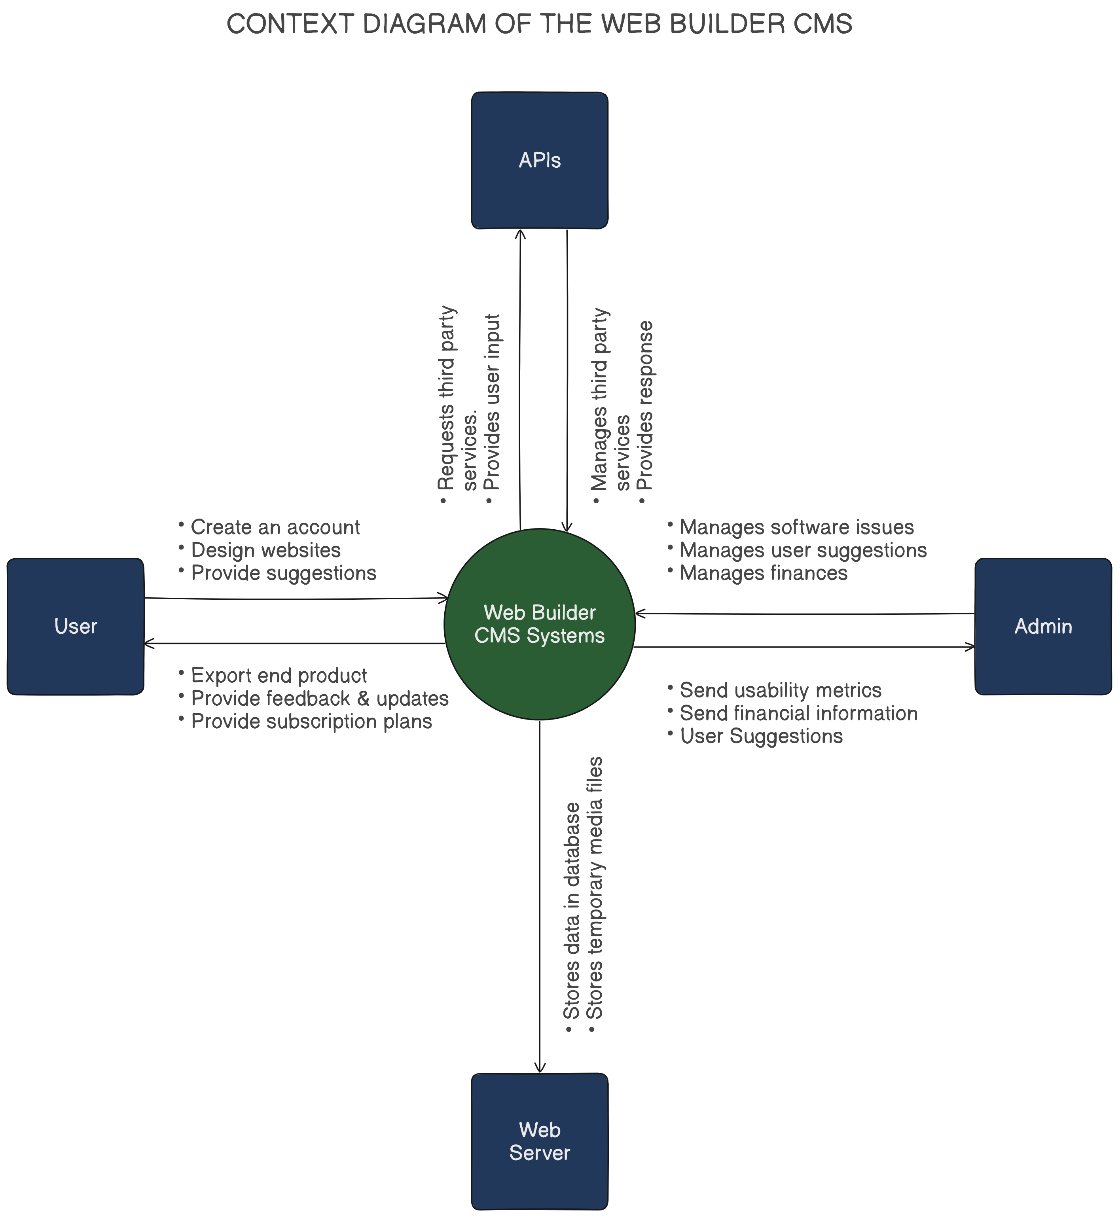 CONTEXT DIAGRAM OF THE WEB BUILDER CMS
APIs
• Requests third party
services.
• Provides user input
• Manages third party
services
• Provides response
• Create an account
• Design websites
• Provide suggestions
• Manages software issues
• Manages user suggestions
• Manages finances
User
Web Builder
CMS Systems
Admin
• Export end product
• Provide feedback & updates
• Provide subscription plans
• Send usability metrics
• Send financial information
• User Suggestions
• Stores data in database
• Stores temporary media files
Web
Server